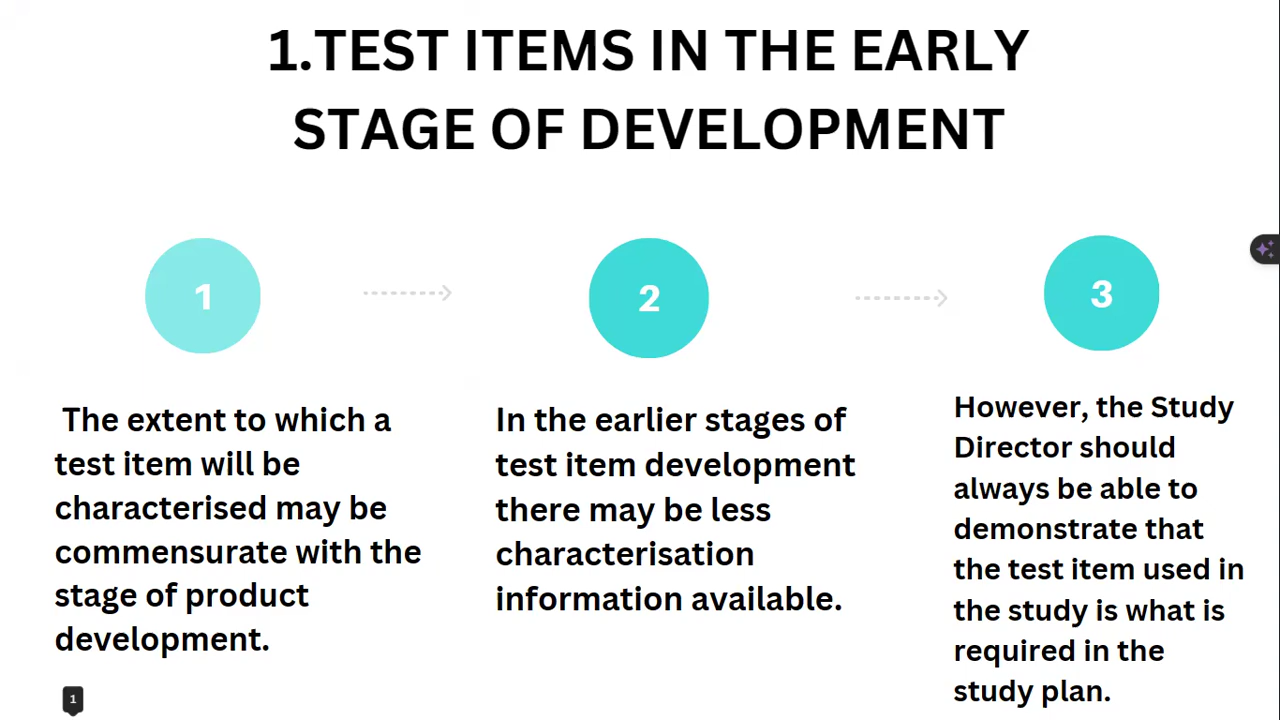 1.TEST ITEMS IN THE EARLY
STAGE OF DEVELOPMENT
1
2
3
The extent to which a
test item will be
characterised may be
commensurate with the
stage of product
development.
In the earlier stages of
test item development
there may be less
characterisation
information available.
However, the Study
Director should
always be able to
demonstrate that
the test item used in
the study is what is
required in the
study plan.
1